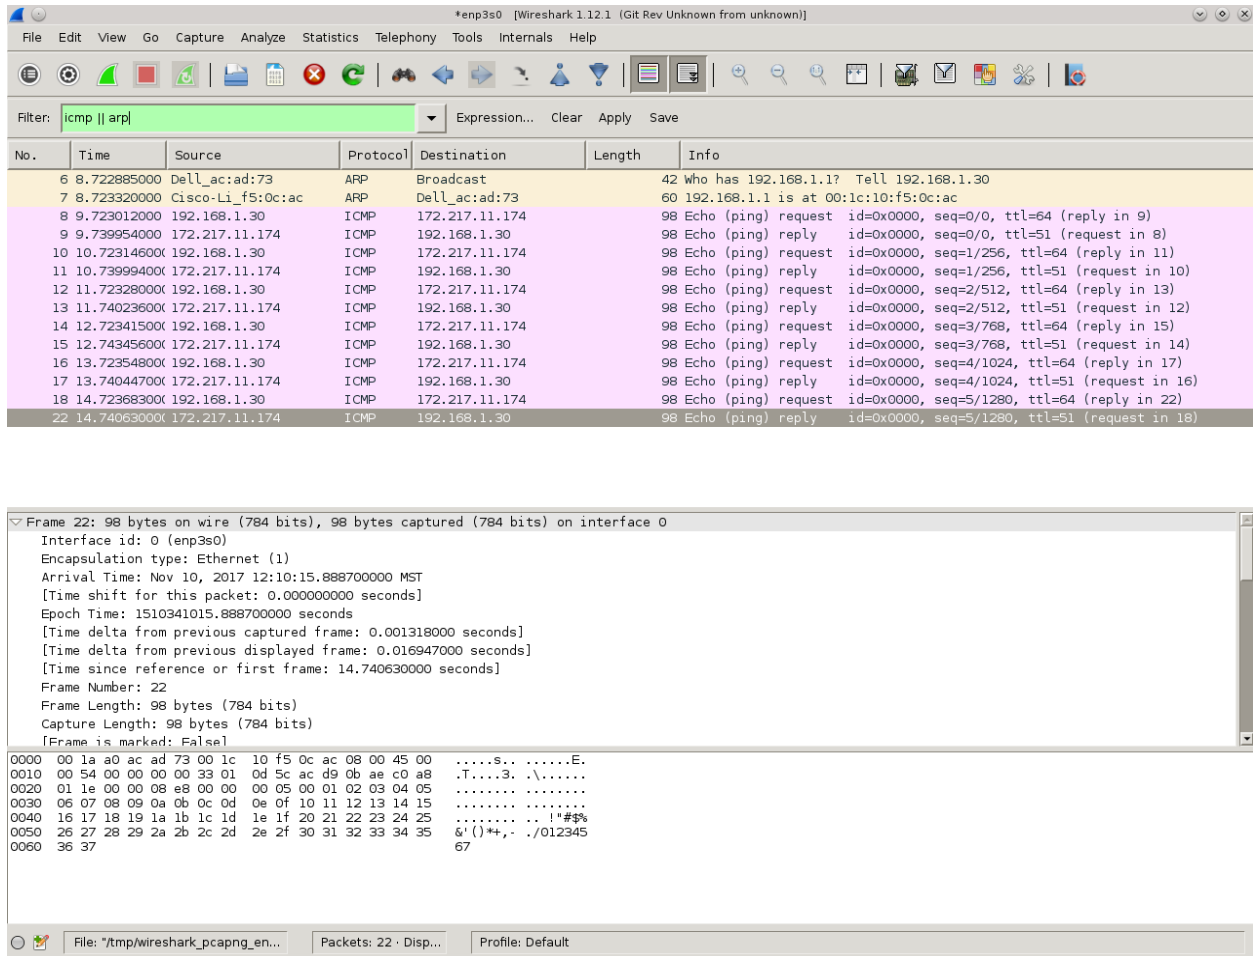 *enp3s0 [Wireshark 1.12.1 (Git Rev Unknown from unknown)]
File Edit View Go Capture Analyze Statistics Telephony Tools Internals Help
Filter: icmp || arp Expression... Clear Apply Save
No. Time Source Protocol Destination Length Info
6 8.722885000 Dell_ac:ad:73 ARP Broadcast 42 Who has 192.168.1.1? Tell 192.168.1.30
7 8.723320000 Cisco-Li_f5:0c:ac ARP Dell_ac:ad:73 60 192.168.1.1 is at 00:1c:10:f5:0c:ac
8 9.723012000 192.168.1.30 ICMP 172.217.11.174 98 Echo (ping) request id=0x0000, seq=0/0, ttl=64 (reply in 9)
9 9.739954000 172.217.11.174 ICMP 192.168.1.30 98 Echo (ping) reply id=0x0000, seq=0/0, ttl=51 (request in 8)
10 10.72314600( 192.168.1.30 ICMP 172.217.11.174 98 Echo (ping) request id=0x0000, seq=1/256, ttl=64 (reply in 11)
11 10.73999400( 172.217.11.174 ICMP 192.168.1.30 98 Echo (ping) reply id=0x0000, seq=1/256, ttl=51 (request in 10)
12 11.72328000( 192.168.1.30 ICMP 172.217.11.174 98 Echo (ping) request id=0x0000, seq=2/512, ttl=64 (reply in 13)
13 11.74023600( 172.217.11.174 ICMP 192.168.1.30 98 Echo (ping) reply id=0x0000, seq=2/512, ttl=51 (request in 12)
14 12.72341500( 192.168.1.30 ICMP 172.217.11.174 98 Echo (ping) request id=0x0000, seq=3/768, ttl=64 (reply in 15)
15 12.74345600( 172.217.11.174 ICMP 192.168.1.30 98 Echo (ping) reply id=0x0000, seq=3/768, ttl=51 (request in 14)
16 13.72354800( 192.168.1.30 ICMP 172.217.11.174 98 Echo (ping) request id=0x0000, seq=4/1024, ttl=64 (reply in 17)
17 13.74044700( 172.217.11.174 ICMP 192.168.1.30 98 Echo (ping) reply id=0x0000, seq=4/1024, ttl=51 (request in 16)
18 14.72368300( 192.168.1.30 ICMP 172.217.11.174 98 Echo (ping) request id=0x0000, seq=5/1280, ttl=64 (reply in 22)
22 14.74063000( 172.217.11.174 ICMP 192.168.1.30 98 Echo (ping) reply id=0x0000, seq=5/1280, ttl=51 (request in 18)
Frame 22: 98 bytes on wire (784 bits), 98 bytes captured (784 bits) on interface 0
Interface id: 0 (enp3s0)
Encapsulation type: Ethernet (1)
Arrival Time: Nov 10, 2017 12:10:15.888700000 MST
[Time shift for this packet: 0.000000000 seconds]
Epoch Time: 1510341015.888700000 seconds
[Time delta from previous captured frame: 0.001318000 seconds]
[Time delta from previous displayed frame: 0.016947000 seconds]
[Time since reference or first frame: 14.740630000 seconds]
Frame Number: 22
Frame Length: 98 bytes (784 bits)
Capture Length: 98 bytes (784 bits)
[Frame is marked: False]
0000 00 1a a0 ac ad 73 00 1c 10 f5 0c ac 08 00 45 00 .....s.. ......E.
0010 00 54 00 00 00 00 33 01 0d 5c ac d9 0b ae c0 a8 .T....3. .\......
0020 01 1e 00 00 08 e8 00 00 00 05 00 01 02 03 04 05 ........ ........
0030 06 07 08 09 0a 0b 0c 0d 0e 0f 10 11 12 13 14 15 ........ ........
0040 16 17 18 19 1a 1b 1c 1d 1e 1f 20 21 22 23 24 25 ........ .. !"#$%
0050 26 27 28 29 2a 2b 2c 2d 2e 2f 30 31 32 33 34 35 &'()*+,- ./012345
0060 36 37 67
File: "/tmp/wireshark_pcapng_en... Packets: 22 · Disp... Profile: Default